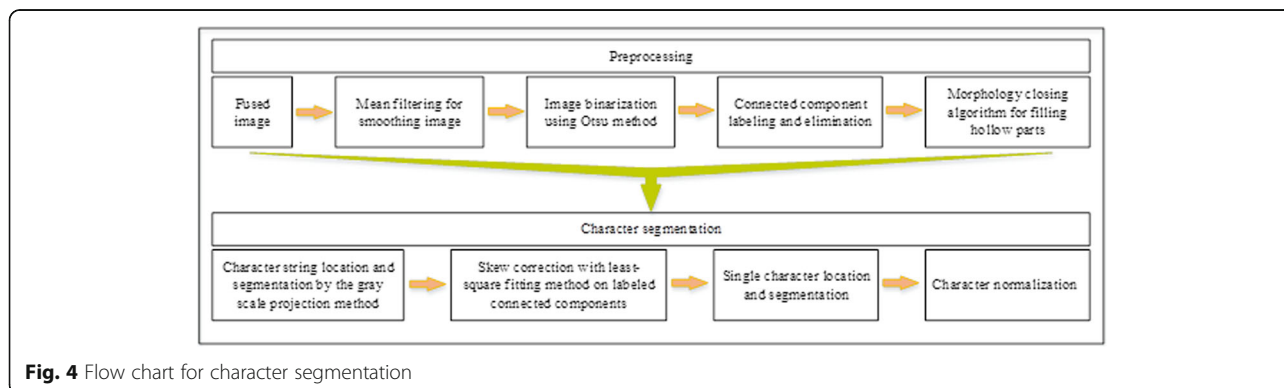 Preprocessing
Fused
image
Mean filtering for
smoothing image
Image binarization
using Otsu method
Connected component
labeling and elimination
Morphology closing
algorithm for filling
hollow parts
Character segmentation
Character string location and
segmentation by the gray
scale projection method
Skew correction with least-
square fitting method on labeled
connected components
Single character location
and segmentation
Character normalization
Fig. 4 Flow chart for character segmentation